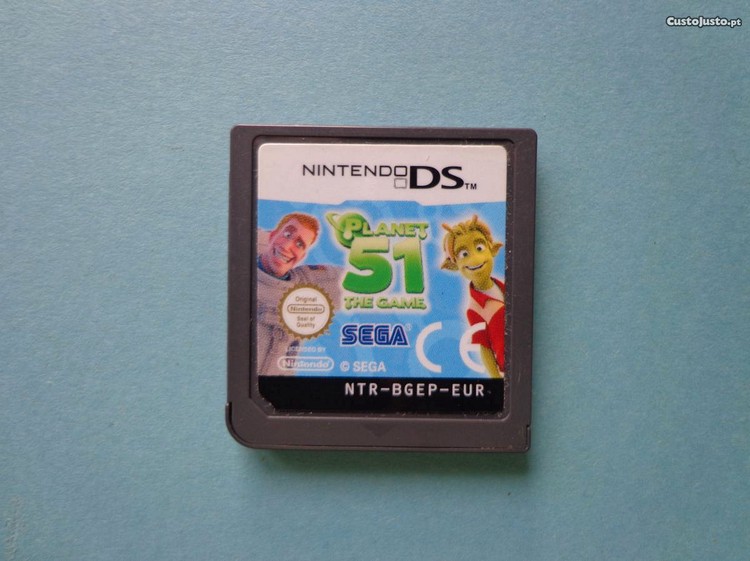 CustoJusto.pt
NINTENDO DS TM
PLANET
51
THE GAME
Original
Nintendo
Seal of
Quality
SEGA®
CE
LICENSED BY
Nintendo
© SEGA
NTR-BGEP-EUR